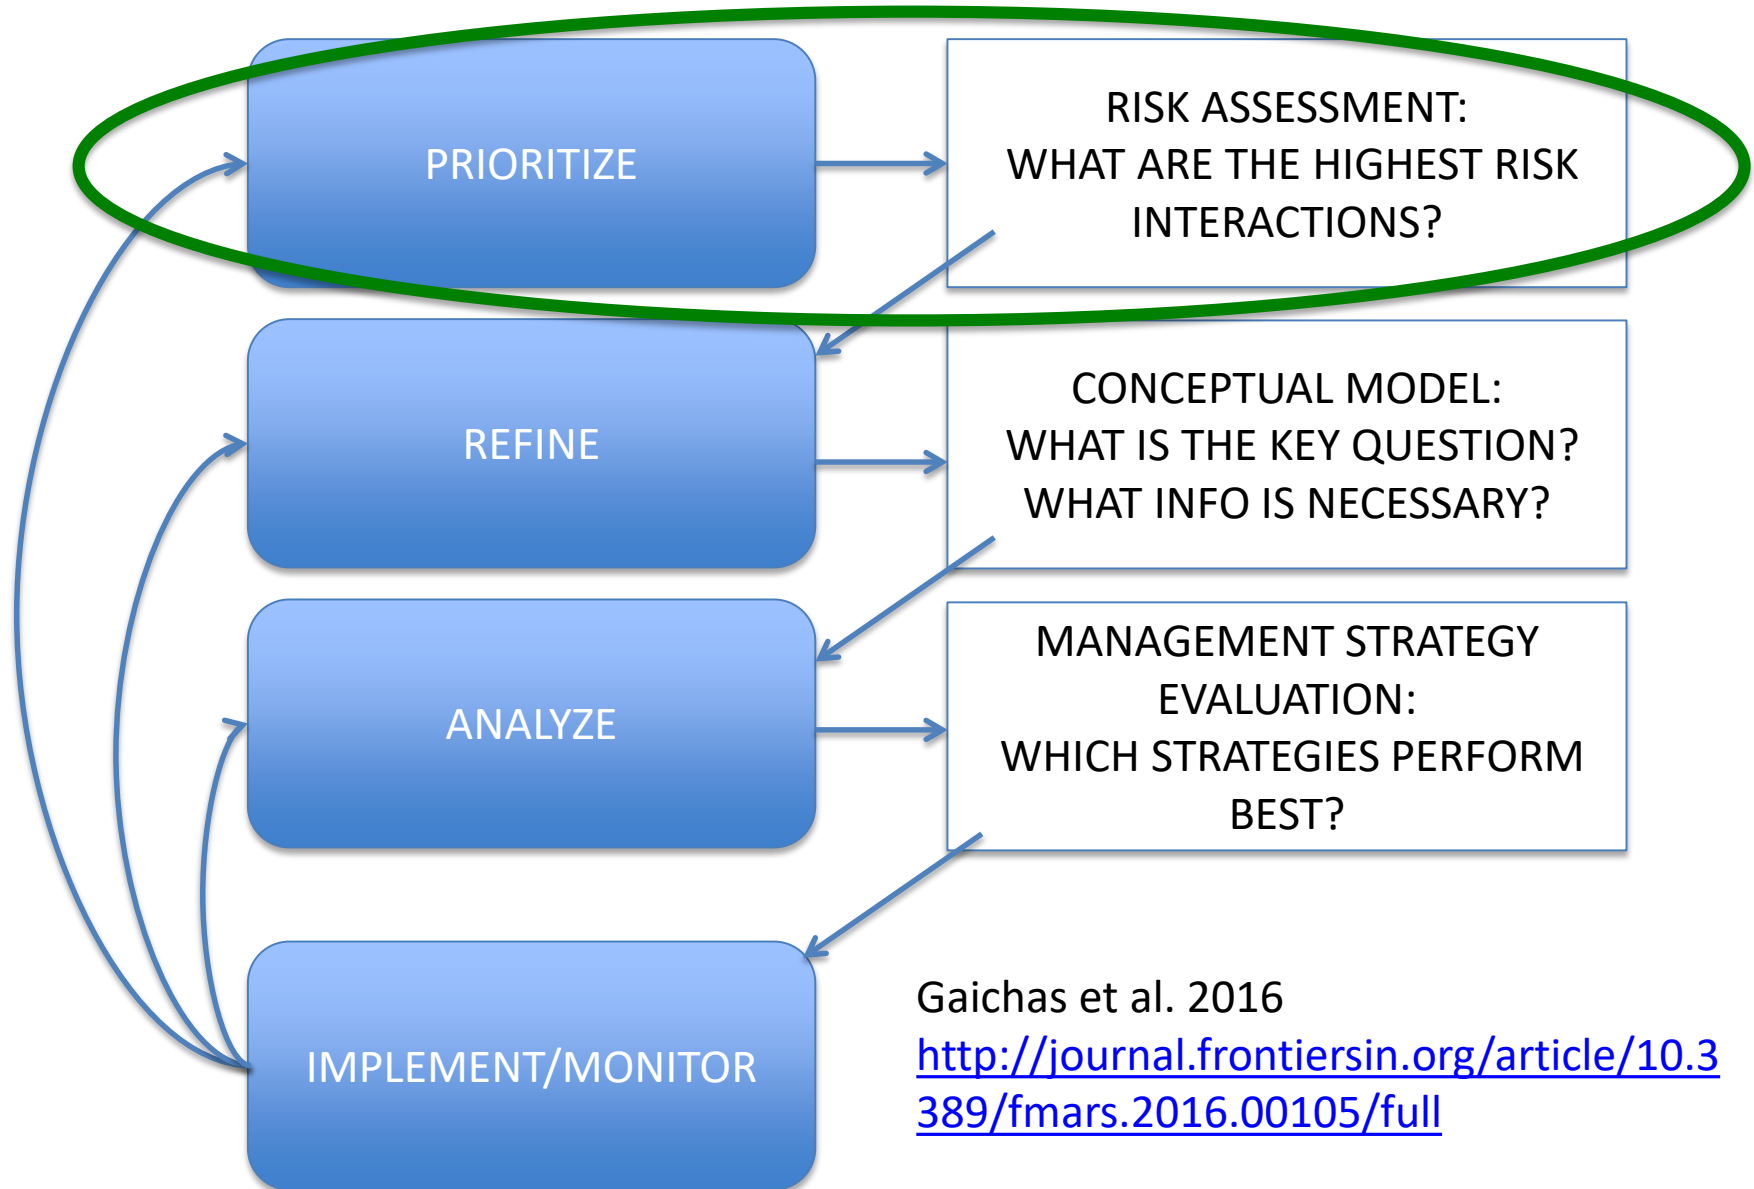 PRIORITIZE
RISK ASSESSMENT:
WHAT ARE THE HIGHEST RISK
INTERACTIONS?
REFINE
CONCEPTUAL MODEL:
WHAT IS THE KEY QUESTION?
WHAT INFO IS NECESSARY?
ANALYZE
MANAGEMENT STRATEGY
EVALUATION:
WHICH STRATEGIES PERFORM
BEST?
IMPLEMENT/MONITOR
Gaichas et al. 2016
http://journal.frontiersin.org/article/10.3
389/fmars.2016.00105/full